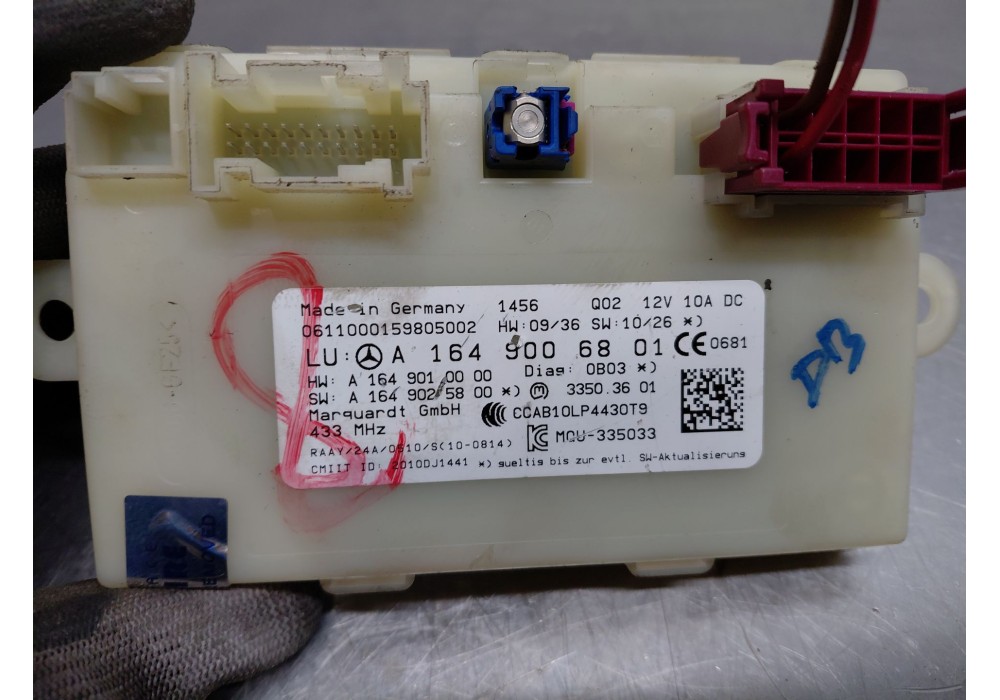 Made in Germany 1456 Q02 12V 10A DC
0611000159805002 HW:09/36 SW:10/26 *)
LU: A 164 900 68 01 CE 0681
HW: A 164 901 00 00 Diag: 0B03 *)
SW: A 164 902 58 00 *) m 3350.36 01
Marquardt GmbH CCAB10LP4430T9
433 MHz MQU-335033
RAAY/24A/0510/S(10-0814)
CMIIT ID: 2010DJ1441 *) gueltig bis zur evtl. SW-Aktualisierung
DB